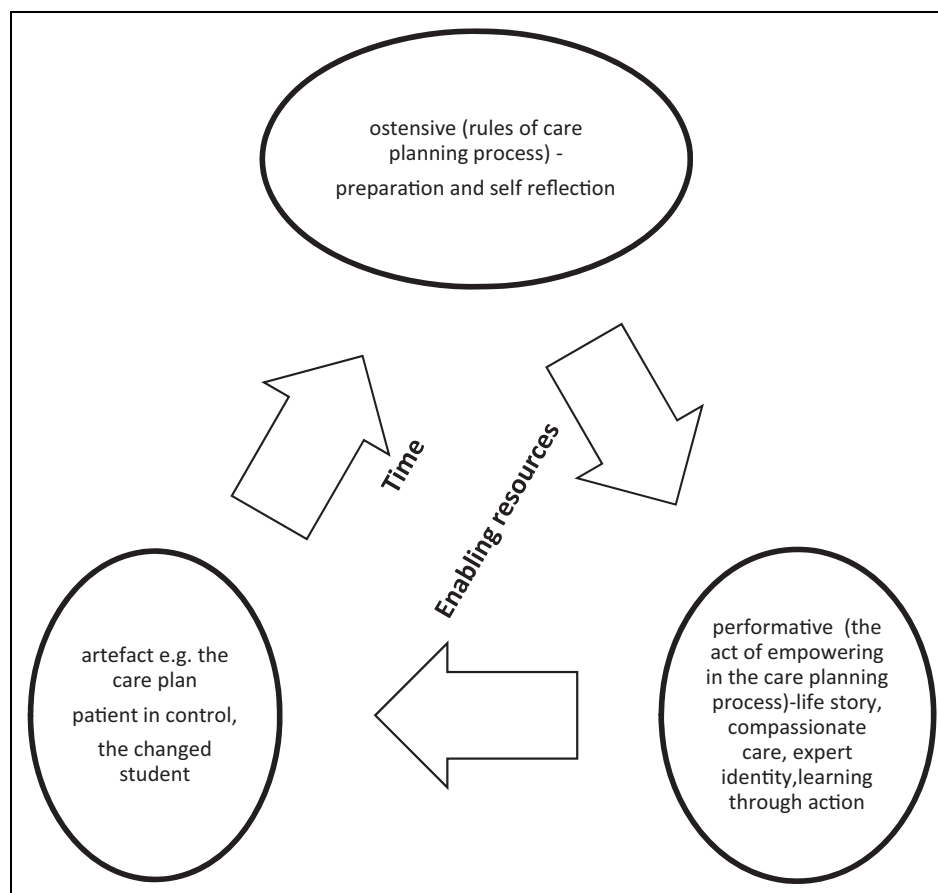 ostensive (rules of care
planning process) -
preparation and self reflection
Time
Enabling resources
artefact e.g. the
care plan
patient in control,
the changed
student
performative  (the
act of empowering
in the care planning
process)-life story,
compassionate
care, expert
identity,learning
through action